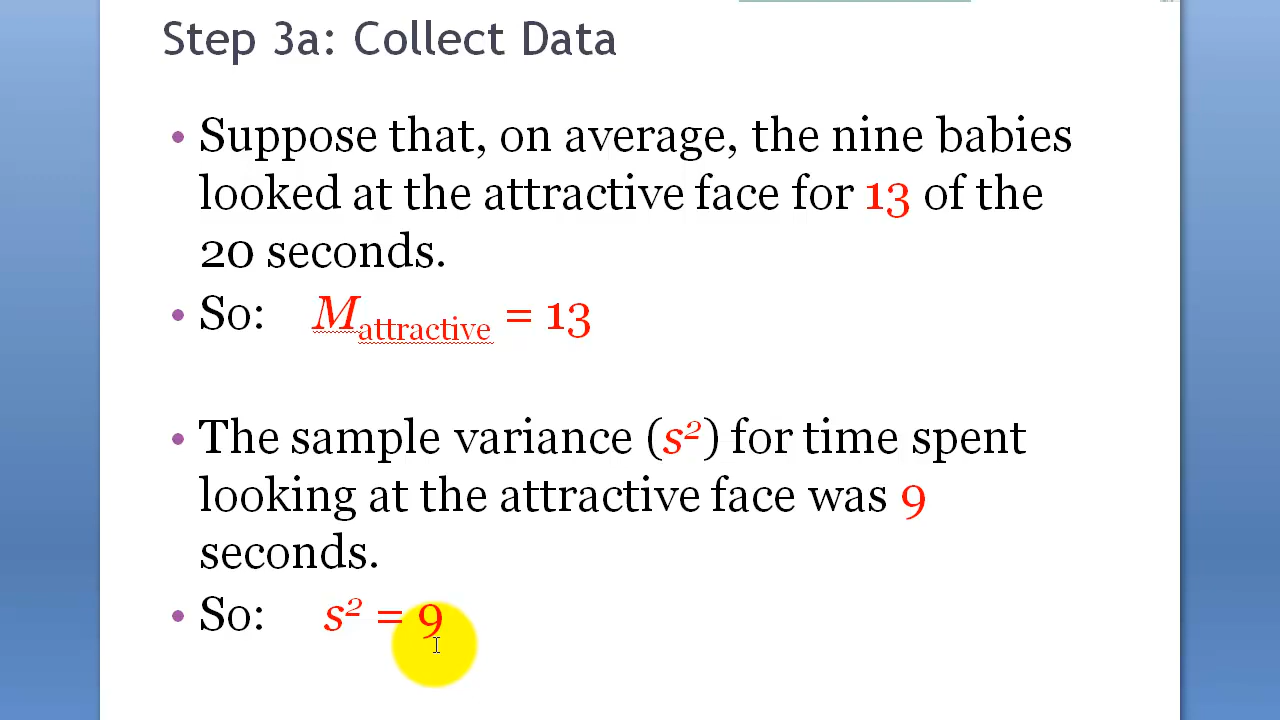 Step 3a: Collect Data
• Suppose that, on average, the nine babies
looked at the attractive face for 13 of the
20 seconds.
• So: Mattractive = 13
• The sample variance (s²) for time spent
looking at the attractive face was 9
seconds.
• So: s² = 9